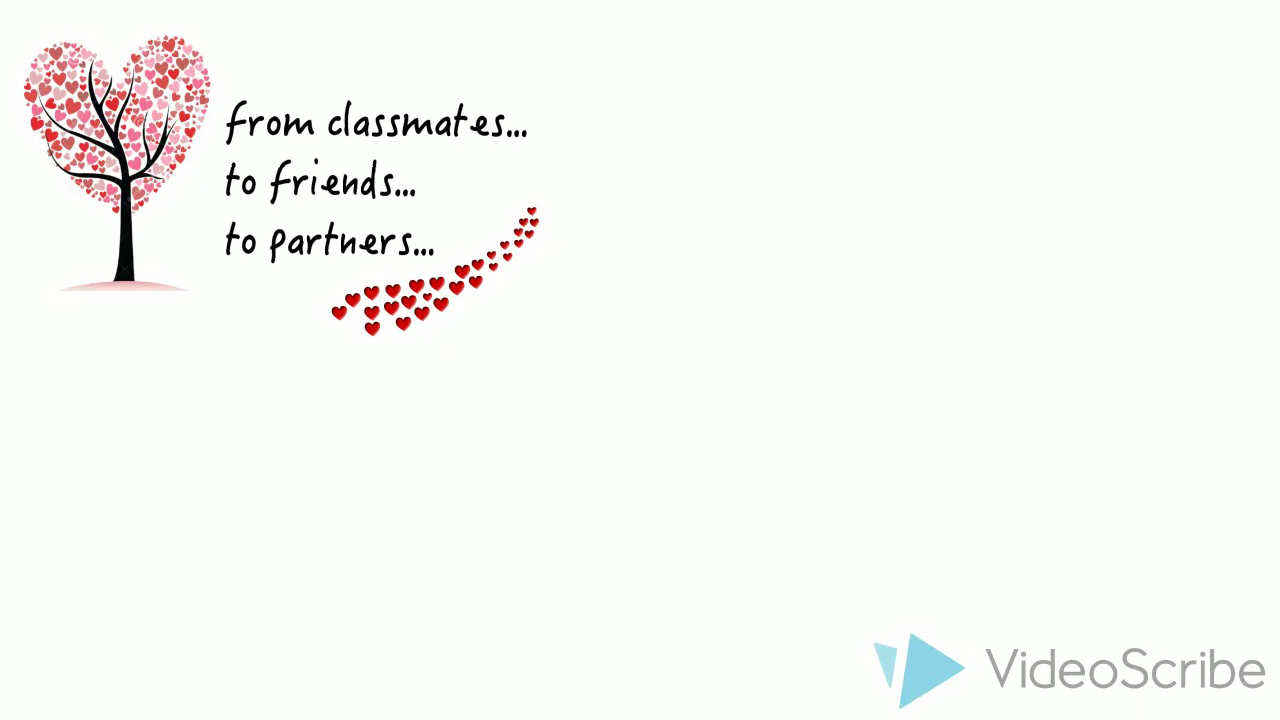 from classmates...
to friends...
to partners...
VideoScribe